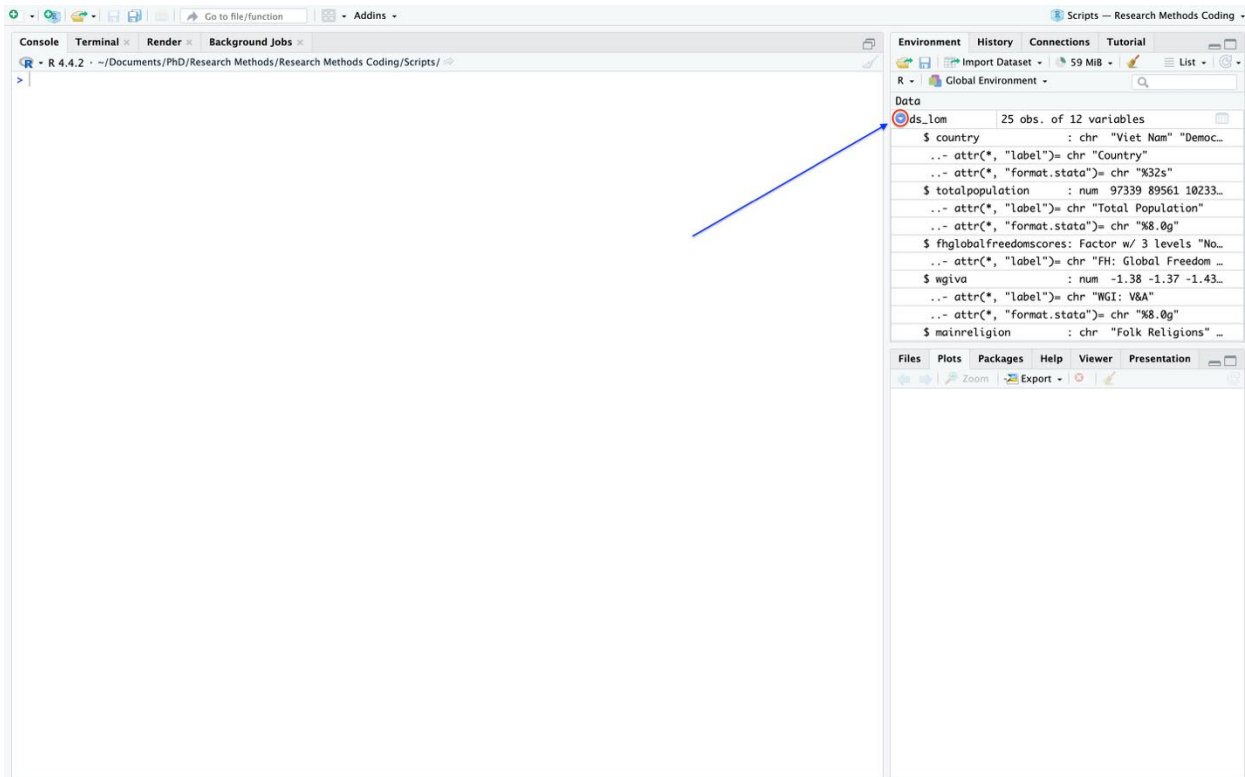 Go to file/function
Addins
Scripts — Research Methods Coding
Console Terminal Render Background Jobs
R 4.4.2 · ~/Documents/PhD/Research Methods/Research Methods Coding/Scripts/
>
Environment History Connections Tutorial
Import Dataset 59 MiB List
R Global Environment
Data
ds_lom 25 obs. of 12 variables
$ country : chr "Viet Nam" "Democ…
..- attr(*, "label")= chr "Country"
..- attr(*, "format.stata")= chr "%32s"
$ totalpopulation : num 97339 89561 10233…
..- attr(*, "label")= chr "Total Population"
..- attr(*, "format.stata")= chr "%8.0g"
$ fhglobalfreedomscores: Factor w/ 3 levels "No…
..- attr(*, "label")= chr "FH: Global Freedom …
$ wgiva : num -1.38 -1.37 -1.43…
..- attr(*, "label")= chr "WGI: V&A"
..- attr(*, "format.stata")= chr "%8.0g"
$ mainreligion : chr "Folk Religions" …
Files Plots Packages Help Viewer Presentation
Zoom Export